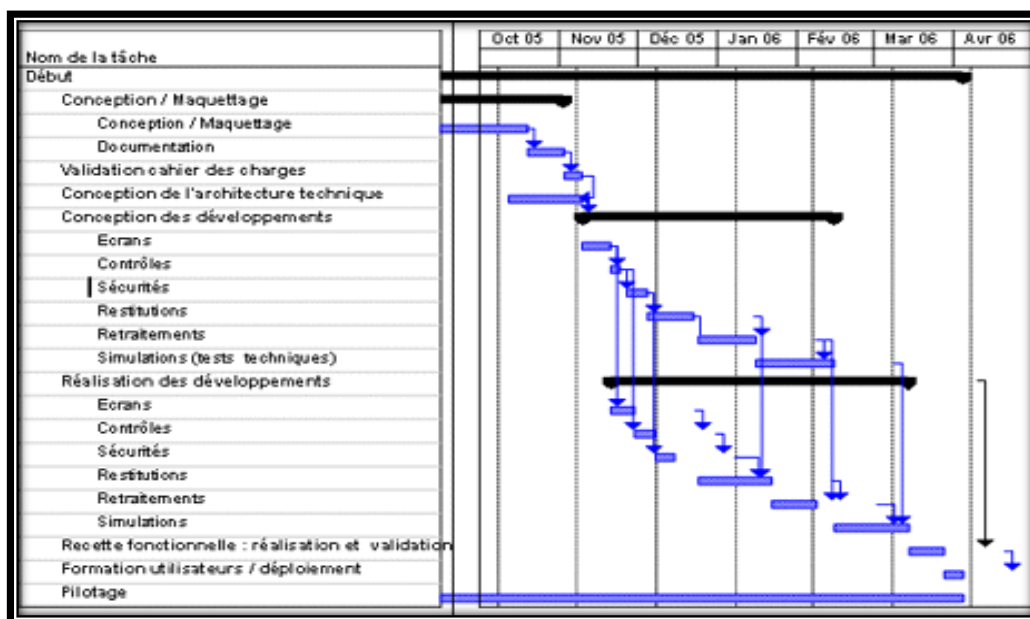 Oct 05 Nov 05 Déc 05 Jan 06 Fév 06 Mar 06 Avr 06
Nom de la tâche
Début
Conception / Maquettage
Conception / Maquettage
Documentation
Validation cahier des charges
Conception de l'architecture technique
Conception des développements
Ecrans
Contrôles
Sécurités
Restitutions
Retraitements
Simulations (tests techniques)
Réalisation des développements
Ecrans
Contrôles
Sécurités
Restitutions
Retraitements
Simulations
Recette fonctionnelle : réalisation et validation
Formation utilisateurs / déploiement
Pilotage